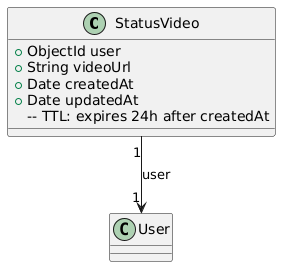 C StatusVideo
ObjectId user
String videoUrl
Date createdAt
Date updatedAt
-- TTL: expires 24h after createdAt
1
user
1
C User